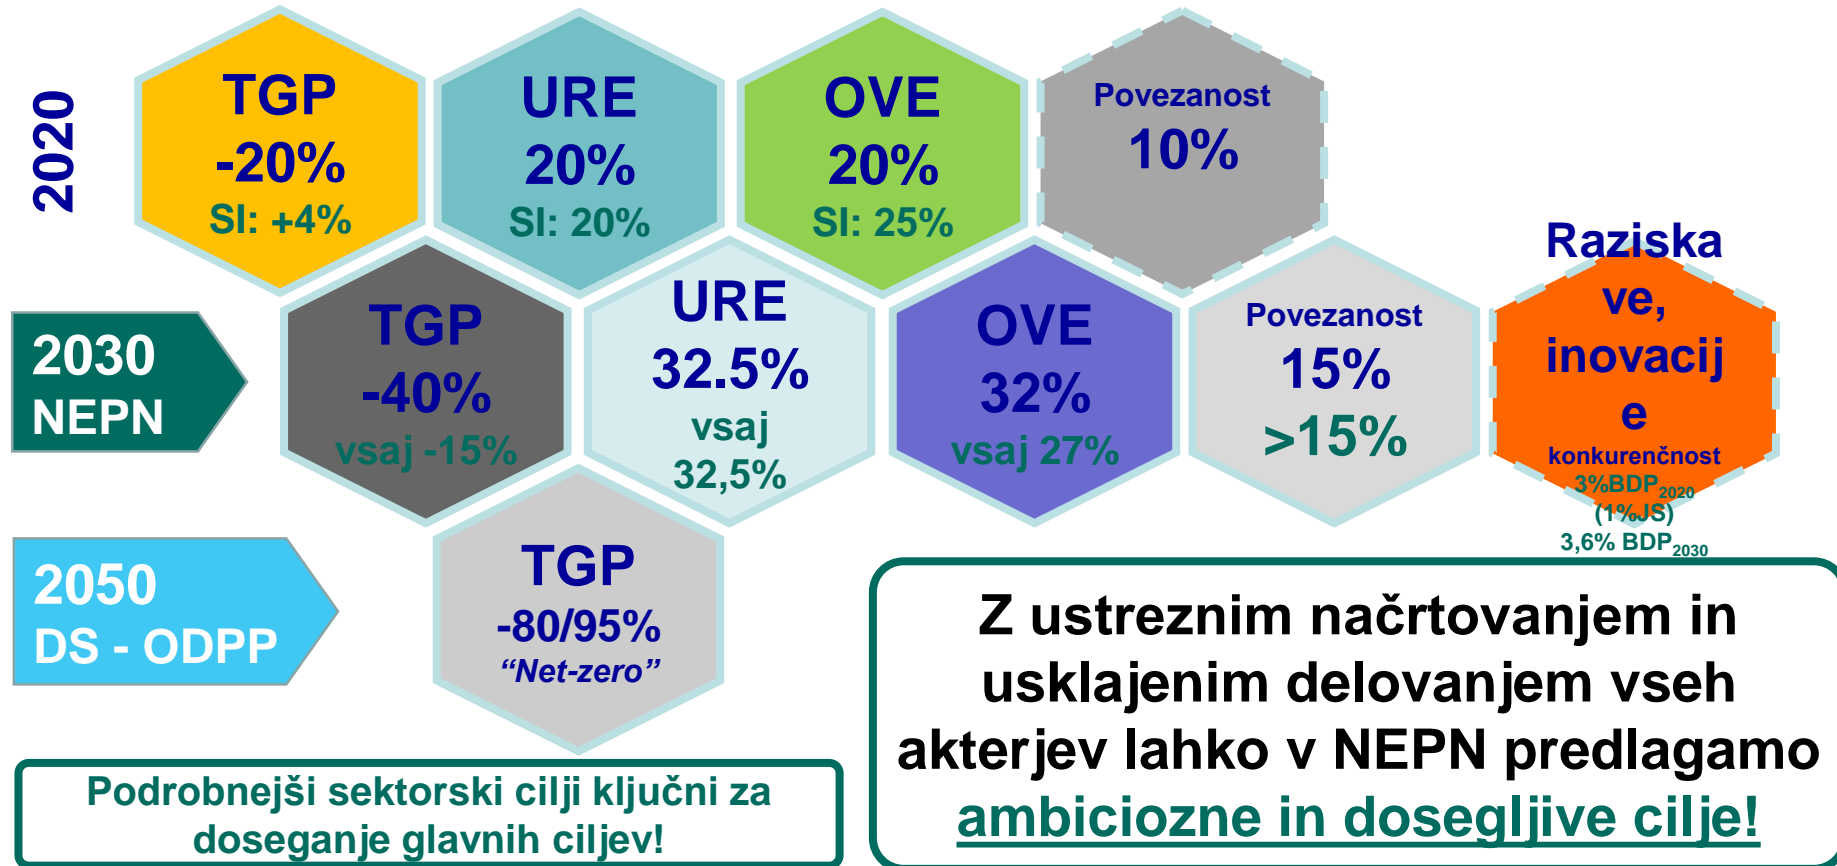 2020
TGP
-20%
SI: +4%
URE
20%
SI: 20%
OVE
20%
SI: 25%
Povezanost
10%
2030
NEPN
TGP
-40%
vsaj -15%
URE
32.5%
vsaj
32,5%
OVE
32%
vsaj 27%
Povezanost
15%
>15%
Raziska
ve,
inovacij
e
konkurenčnost
3%BDP2020
(1%JS)
3,6% BDP2030
2050
DS - ODPP
TGP
-80/95%
“Net-zero”
Podrobnejši sektorski cilji ključni za
doseganje glavnih ciljev!
Z ustreznim načrtovanjem in
usklajenim delovanjem vseh
akterjev lahko v NEPN predlagamo
ambiciozne in dosegljive cilje!